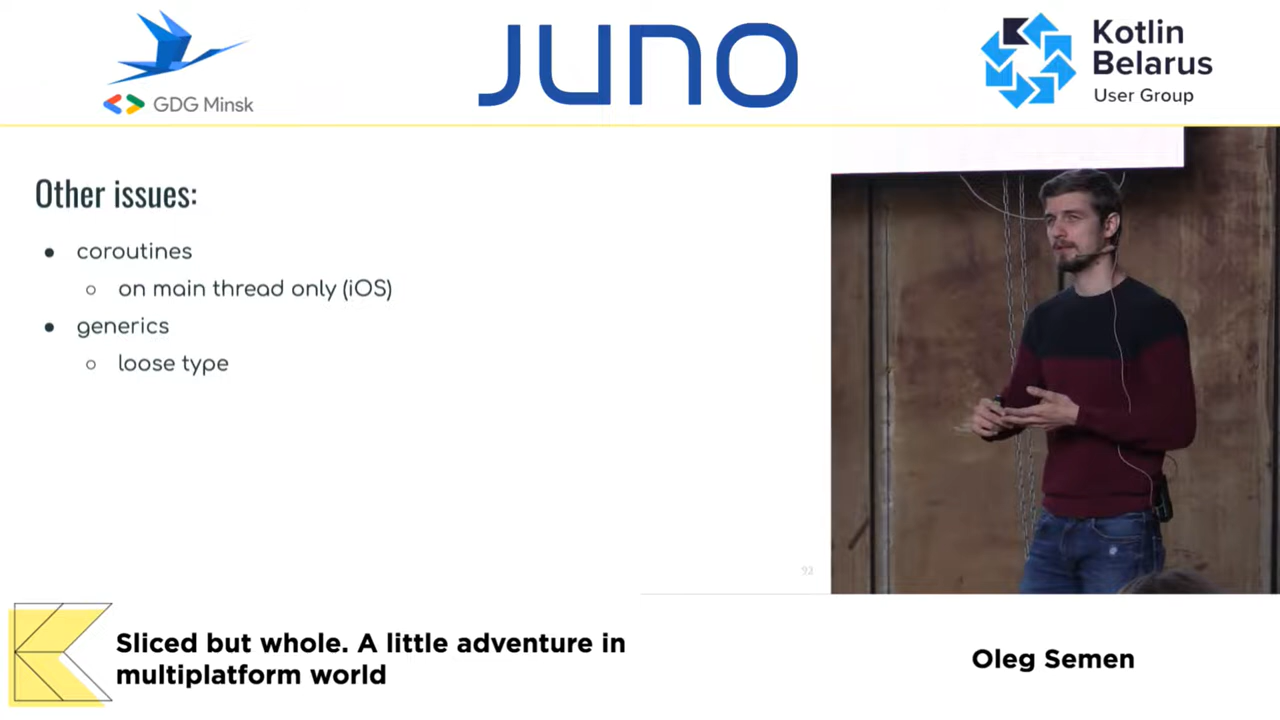 GDG Minsk
JUNO
Kotlin
Belarus
User Group
Other issues:
coroutines
on main thread only (iOS)
generics
loose type
92
Sliced but whole. A little adventure in
multiplatform world
Oleg Semen